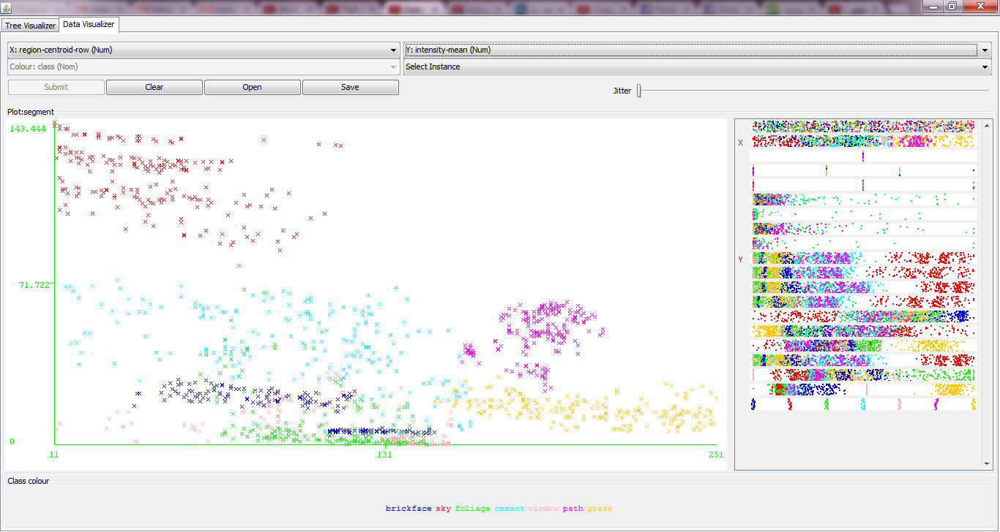 Tree Visualizer Data Visualizer
X: region-centroid-row (Num) Y: intensity-mean (Num)
Colour: class (Nom) Select Instance
Submit Clear Open Save Jitter
Plot:segment
143.444
71.722
0
11 131 251
X
Y
Class colour
brickface sky foliage cement window path grass